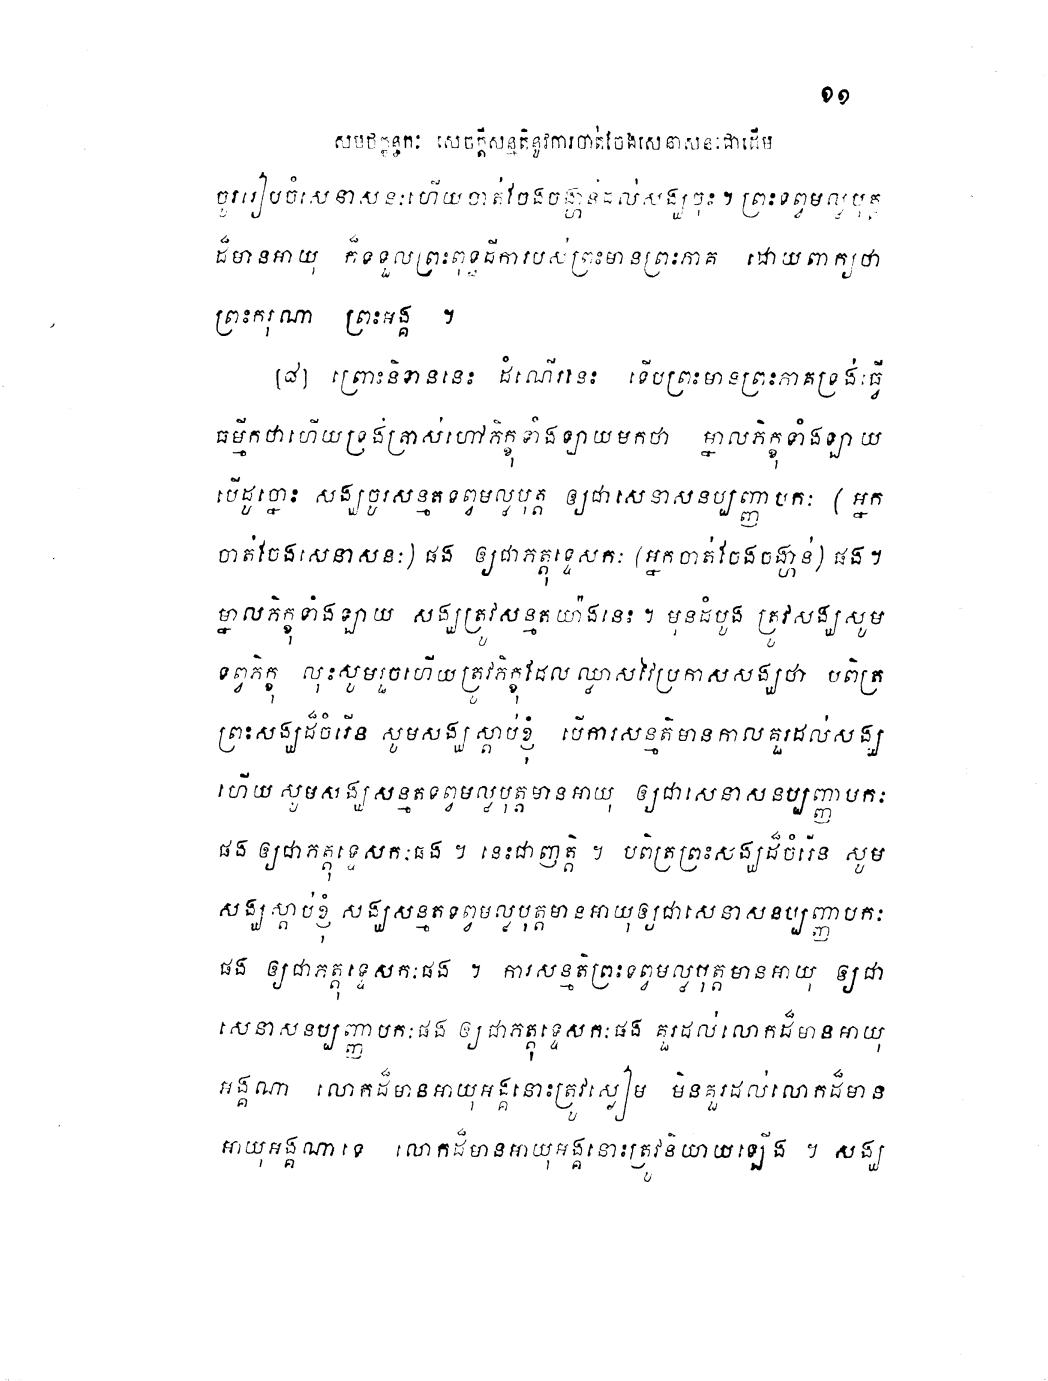 ១១
សមថក្ខន្ធកៈ សេចក្តីសន្មតិនូវការចាត់ចែងសេនាសនៈជាដើម
ចូររៀបចំសេនាសនៈហើយចាត់ចែងចង្ហាន់ដល់សង្ឃចុះ ។ ព្រះទព្វមល្លបុត្ត
ដ៏មានអាយុ ក៏ទទួលព្រះពុទ្ធដីការបស់ព្រះមានព្រះភាគ ដោយពាក្យថា
ព្រះករុណា ព្រះអង្គ ។
(៨) ព្រោះនិទាននេះ ដំណើរនេះ ទើបព្រះមានព្រះភាគទ្រង់ៈធ្វី
ធម្មីកថាហើយទ្រង់ត្រាស់ហៅភិក្ខុទាំងឡាយមកថា ម្នាលភិក្ខុទាំងឡាយ
បើដូច្នោះ សង្ឃចូរសន្មតទព្វមល្លបុត្ត ឲ្យជាសេនាសនប្បញ្ញាបកៈ (អ្នក
ចាត់ចែងសេនាសនៈ) ផង ឲ្យជាភត្តុទ្ទេសកៈ (អ្នកចាត់ចែងចង្ហាន់) ផង ។
ម្នាលភិក្ខុទាំងឡាយ សង្ឃត្រូវសន្មតយ៉ាងនេះ ។ មុនដំបូង ត្រូវសង្ឃសូម
ទព្វភិក្ខុ លុះសូមរួចហើយត្រូវភិក្ខុដែលឈ្លាសវៃប្រកាសសង្ឃថា បពិត្រ
ព្រះសង្ឃដ៏ចំរើន សូមសង្ឃស្តាប់ខ្ញុំ បើការសន្មតិមានកាលគួរដល់សង្ឃ
ហើយ សូមសង្ឃសន្មតទព្វមល្លបុត្តមានអាយុ ឲ្យជាសេនាសនប្បញ្ញាបកៈ
ផង ឲ្យជាភត្តុទ្ទេសកៈផង ។ នេះជាញត្តិ ។ បពិត្រព្រះសង្ឃដ៏ចំរើន សូម
សង្ឃស្តាប់ខ្ញុំ សង្ឃសន្មតទព្វមល្លបុត្តមានអាយុឲ្យជាសេនាសនប្បញ្ញាបកៈ
ផង ឲ្យជាភត្តុទ្ទេសកៈផង ។ ការសន្មតិព្រះទព្វមល្លបុត្តមានអាយុ ឲ្យជា
សេនាសនប្បញ្ញាបកៈផង ឲ្យជាភត្តុទ្ទេសកៈផង គួរដល់លោកដ៏មានអាយុ
អង្គណា លោកដ៏មានអាយុអង្គនោះត្រូវស្ងៀម មិនគួរដល់លោកដ៏មាន
អាយុអង្គណាទេ លោកដ៏មានអាយុអង្គនោះត្រូវនិយាយឡើង ។ សង្ឃ